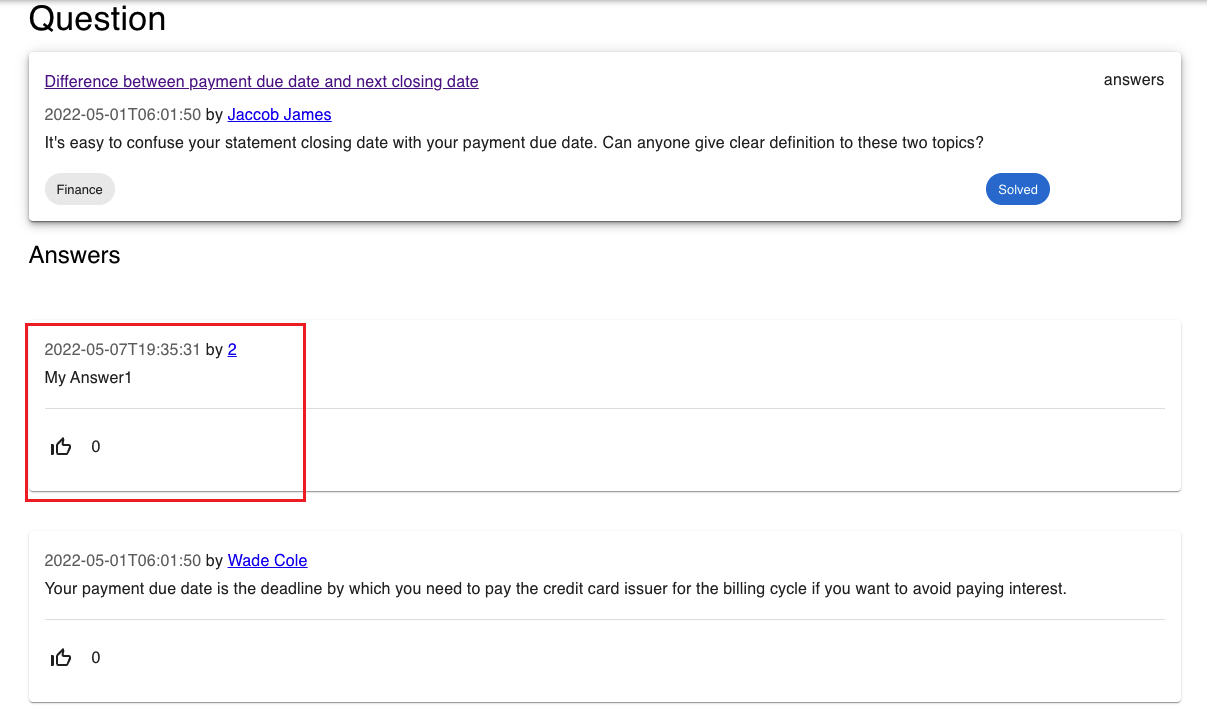 Question
Difference between payment due date and next closing date
answers
2022-05-01T06:01:50 by Jaccob James
It's easy to confuse your statement closing date with your payment due date. Can anyone give clear definition to these two topics?
Finance
Solved
Answers
2022-05-07T19:35:31 by 2
My Answer1
0
2022-05-01T06:01:50 by Wade Cole
Your payment due date is the deadline by which you need to pay the credit card issuer for the billing cycle if you want to avoid paying interest.
0